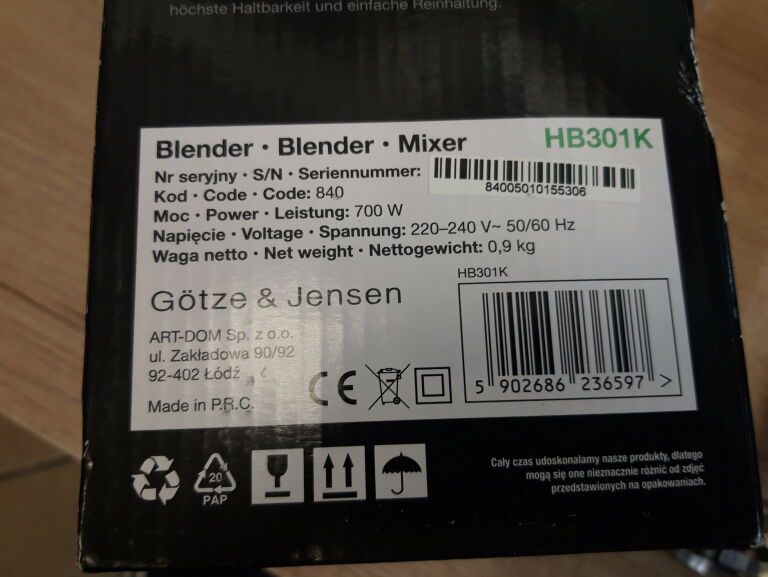 höchste Haltbarkeit und einfache Reinhaltung.
Blender • Blender • Mixer
HB301K
Nr seryjny • S/N • Seriennummer:
84005010155306
Kod • Code • Code: 840
Moc • Power • Leistung: 700 W
Napięcie • Voltage • Spannung: 220–240 V~ 50/60 Hz
Waga netto • Net weight • Nettogewicht: 0,9 kg
HB301K
Götze & Jensen
ART-DOM Sp. z o.o.
ul. Zakładowa 90/92
92-402 Łódź
Made in P.R.C.
CE
5 902686 236597 >
20
PAP
Cały czas udoskonalamy nasze produkty, dlatego
mogą się one nieznacznie różnić od zdjęć
przedstawionych na opakowaniach.